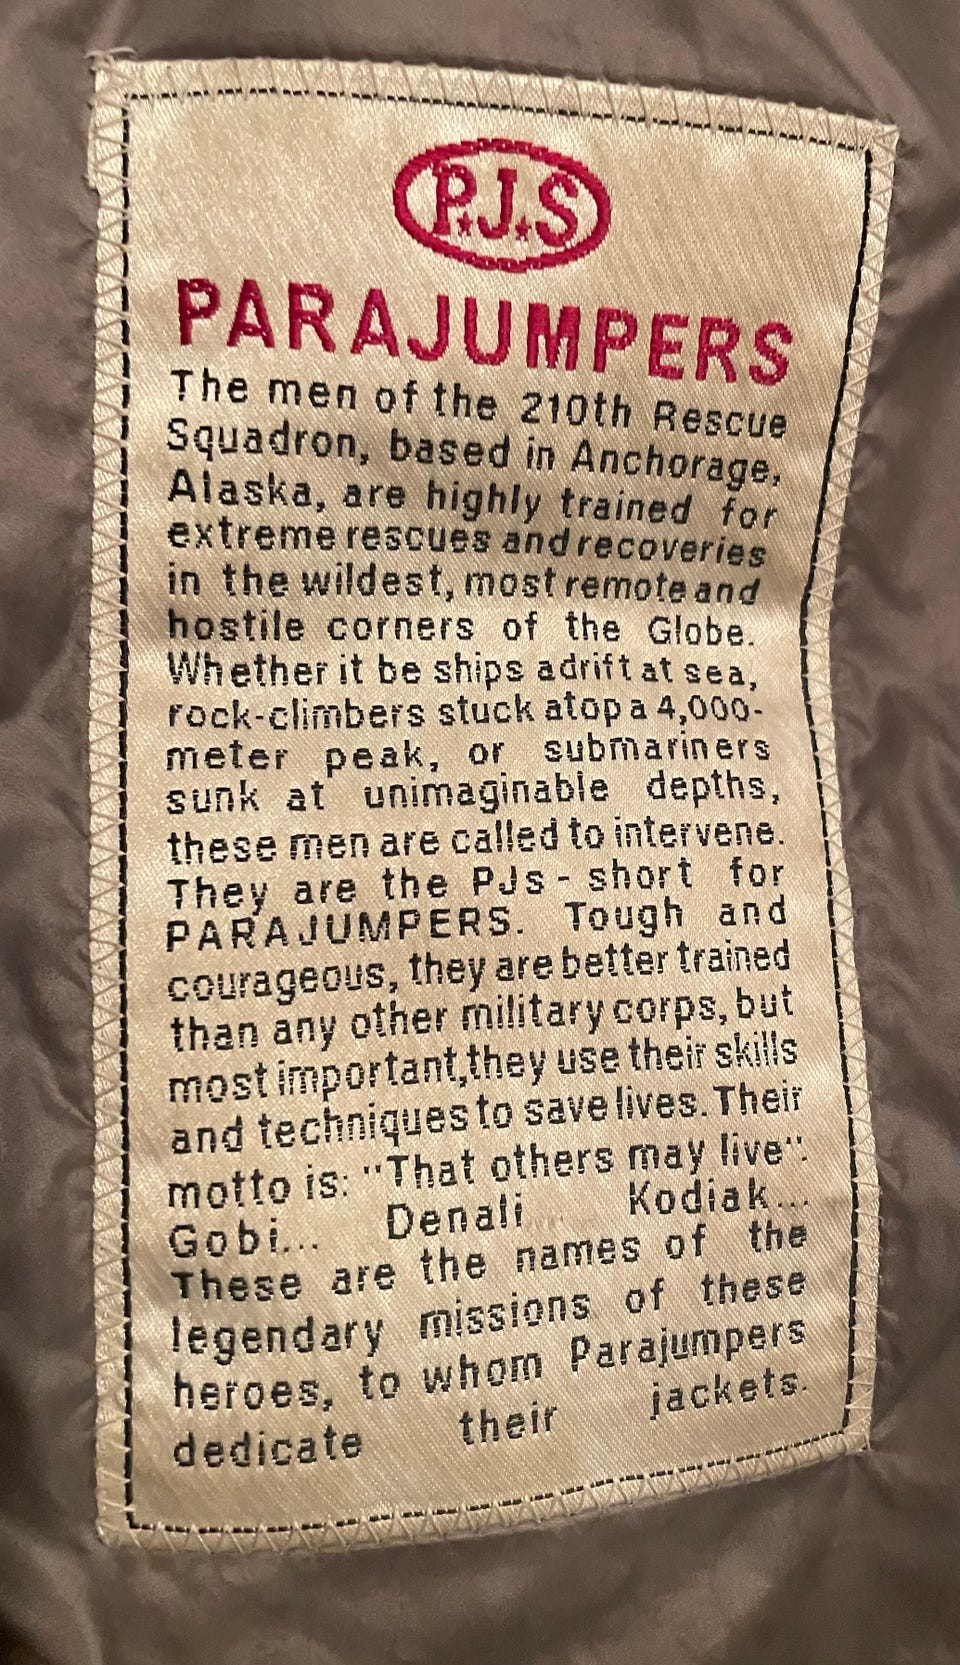 P.J.S
PARAJUMPERS
The men of the 210th Rescue
Squadron, based in Anchorage,
Alaska, are highly trained for
extreme rescues and recoveries
in the wildest, most remote and
hostile corners of the Globe.
Whether it be ships adrift at sea,
rock-climbers stuck atop a 4,000-
meter peak, or submariners
sunk at unimaginable depths,
these men are called to intervene.
They are the PJs - short for
PARAJUMPERS. Tough and
courageous, they are better trained
than any other military corps, but
most important,they use their skills
and techniques to save lives. Their
motto is: "That others may live".
Gobi... Denali Kodiak...
These are the names of the
legendary missions of these
heroes, to whom Parajumpers
dedicate their jackets.